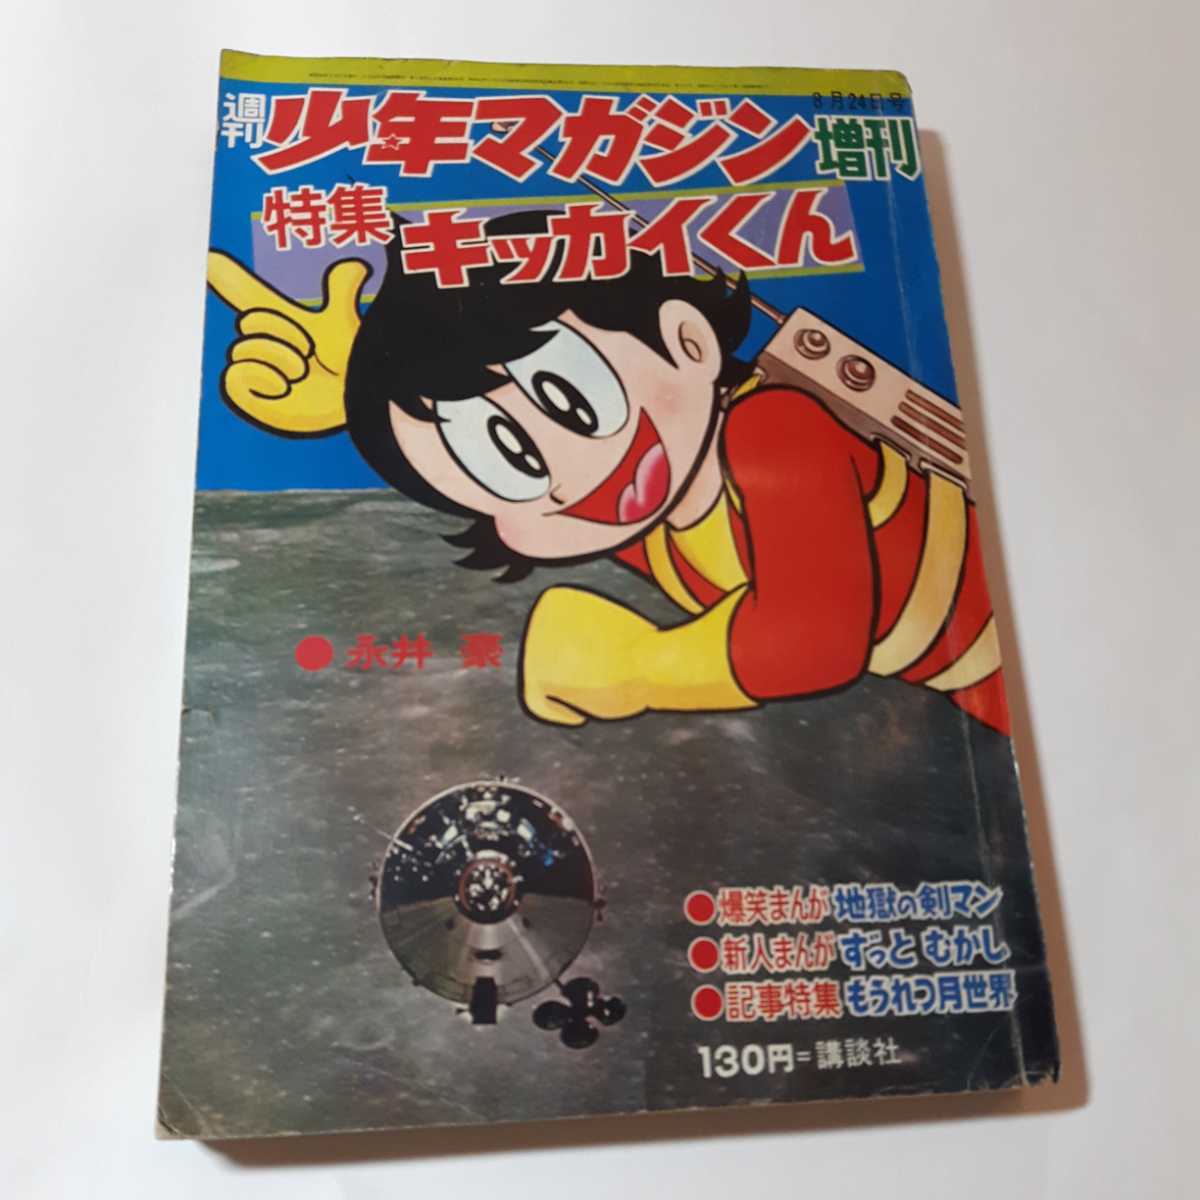 8月24日号
週刊 少年マガジン 増刊
特集 キッカイくん
●永井 豪
●爆笑まんが 地獄の剣マン
●新人まんが ずっと むかし
●記事特集 もうれつ月世界
130円=講談社